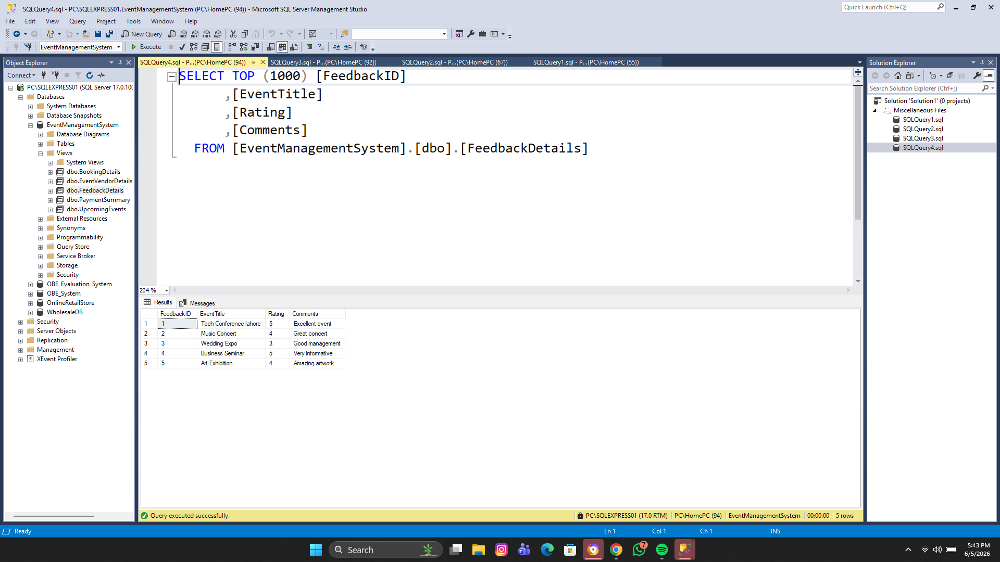 SQLQuery4.sql - PC\SQLEXPRESS01.EventManagementSystem (PC\HomePC (94)) - Microsoft SQL Server Management Studio
Quick Launch (Ctrl+Q)
File Edit View Query Project Tools Window Help
New Query
MDX DMX XMLA DAX
EventManagementSystem
Execute
Object Explorer
Connect
PC\SQLEXPRESS01 (SQL Server 17.0.100
Databases
System Databases
Database Snapshots
EventManagementSystem
Database Diagrams
Tables
Views
System Views
dbo.BookingDetails
dbo.EventVendorDetails
dbo.FeedbackDetails
dbo.PaymentSummary
dbo.UpcomingEvents
External Resources
Synonyms
Programmability
Query Store
Service Broker
Storage
Security
OBE_Evaluation_System
OBE_System
OnlineRetailStore
WholesaleDB
Security
Server Objects
Replication
Management
XEvent Profiler
SQLQuery4.sql - P...(PC\HomePC (94)) SQLQuery3.sql - P...(PC\HomePC (92)) SQLQuery2.sql - P...(PC\HomePC (67)) SQLQuery1.sql - P...(PC\HomePC (55))
SELECT TOP (1000) [FeedbackID]
,[EventTitle]
,[Rating]
,[Comments]
FROM [EventManagementSystem].[dbo].[FeedbackDetails]
204 %
Results Messages
FeedbackID EventTitle Rating Comments
1 1 Tech Conference lahore 5 Excellent event
2 2 Music Concert 4 Great concert
3 3 Wedding Expo 3 Good management
4 4 Business Seminar 5 Very informative
5 5 Art Exhibition 4 Amazing artwork
Query executed successfully. PC\SQLEXPRESS01 (17.0 RTM) PC\HomePC (94) EventManagementSystem 00:00:00 5 rows
Solution Explorer
Search Solution Explorer (Ctrl+;)
Solution 'Solution1' (0 projects)
Miscellaneous Files
SQLQuery1.sql
SQLQuery2.sql
SQLQuery3.sql
SQLQuery4.sql
Ready Ln 1 Col 1 Ch 1 INS
Search
7
5:43 PM
6/5/2026